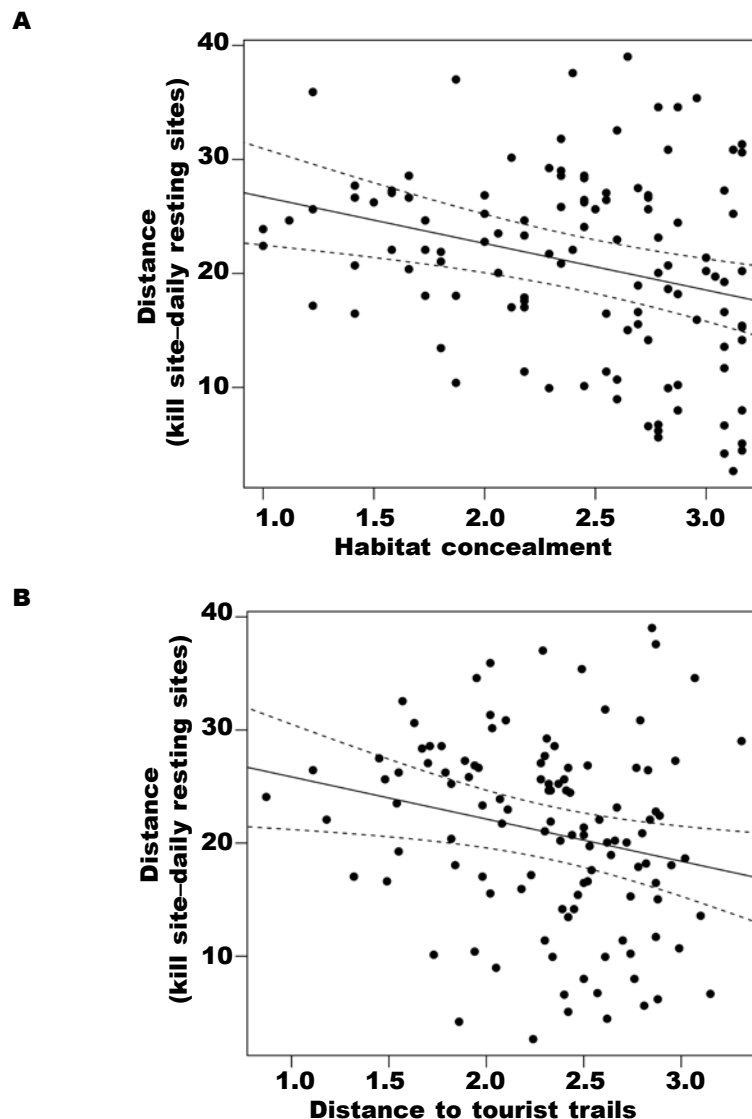 A
40
30
20
10
Distance
(kill site–daily resting sites)
1.0 1.5 2.0 2.5 3.0
Habitat concealment
B
40
30
20
10
Distance
(kill site–daily resting sites)
1.0 1.5 2.0 2.5 3.0
Distance to tourist trails